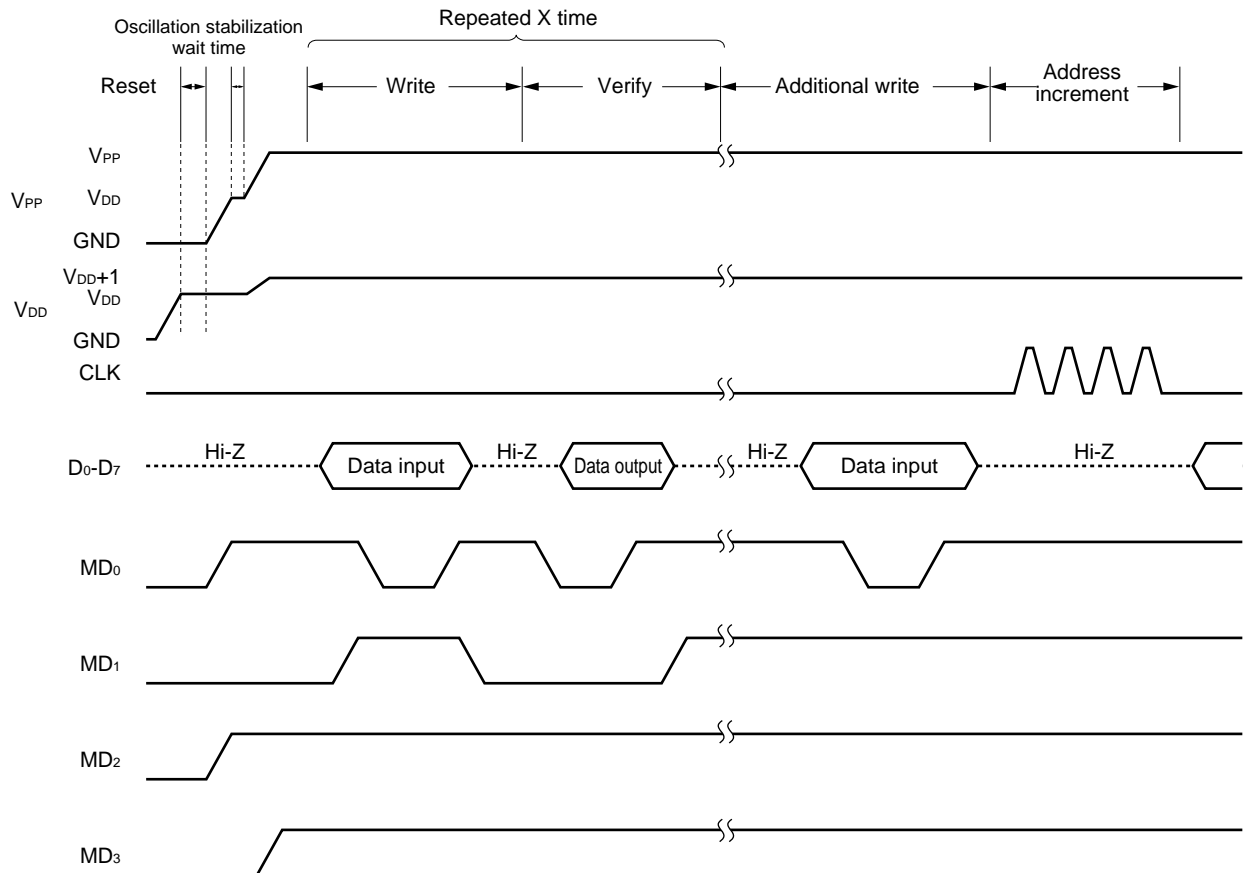 Repeated X time
Oscillation stabilization
wait time
Reset
Write
Verify
Additional write
Address
increment
VPP
VPP
VDD
GND
VDD+1
VDD
VDD
GND
CLK
D0-D7
Hi-Z
Data input
Hi-Z
Data output
Hi-Z
Data input
Hi-Z
MD0
MD1
MD2
MD3